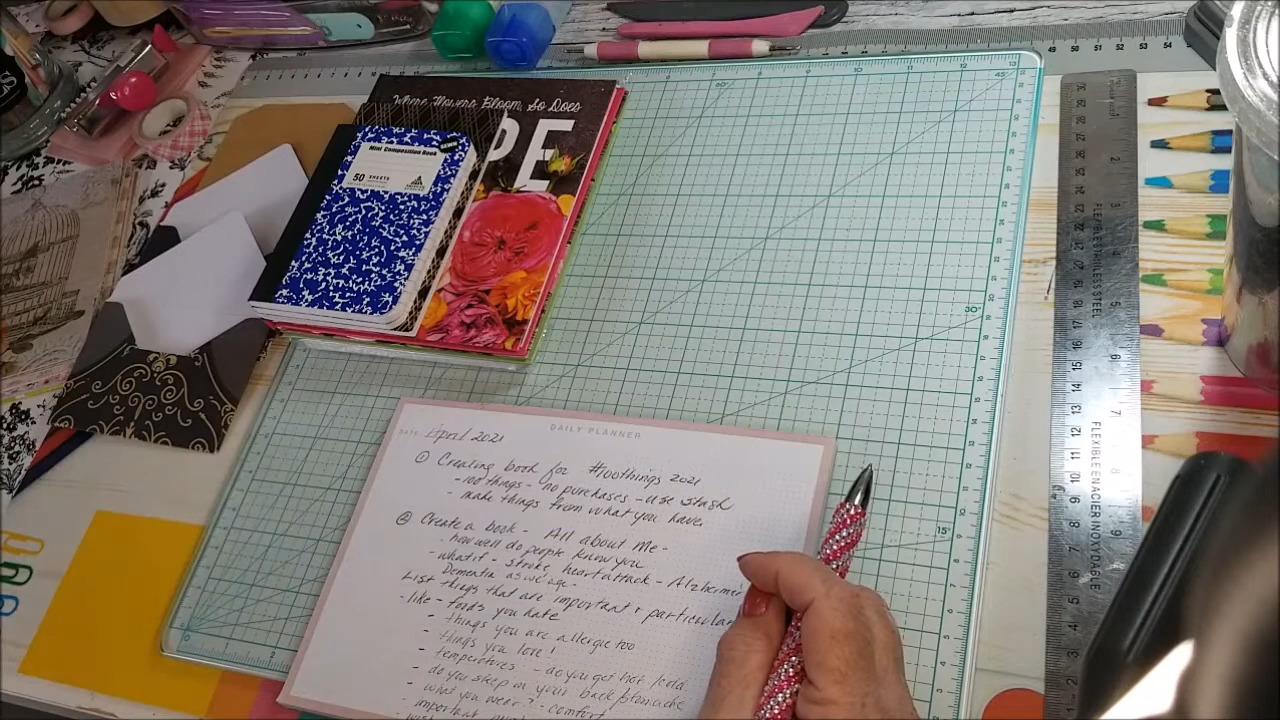 Where Flowers Bloom, So Does
PE
Mini Composition Book
50 SHEETS
DAILY PLANNER
DATE April 2021
① Creating book for #100things 2021
- 100 things - no purchases - use stash
- make things from what you have
② Create a book - All about Me -
- how well do people know you
- what if - stroke, heart attack - Alzheimer
Dementia as we age.
List things that are important & particular
- like - foods you hate
- things you are allergic too
- things you love!
- temperatures - do you get hot / cold
- do you sleep on your back / stomache
- what you wear? - comfort
important
FLEXIBLE STAINLESS STEEL
FLEXIBLE EN ACIER INOXYDABLE